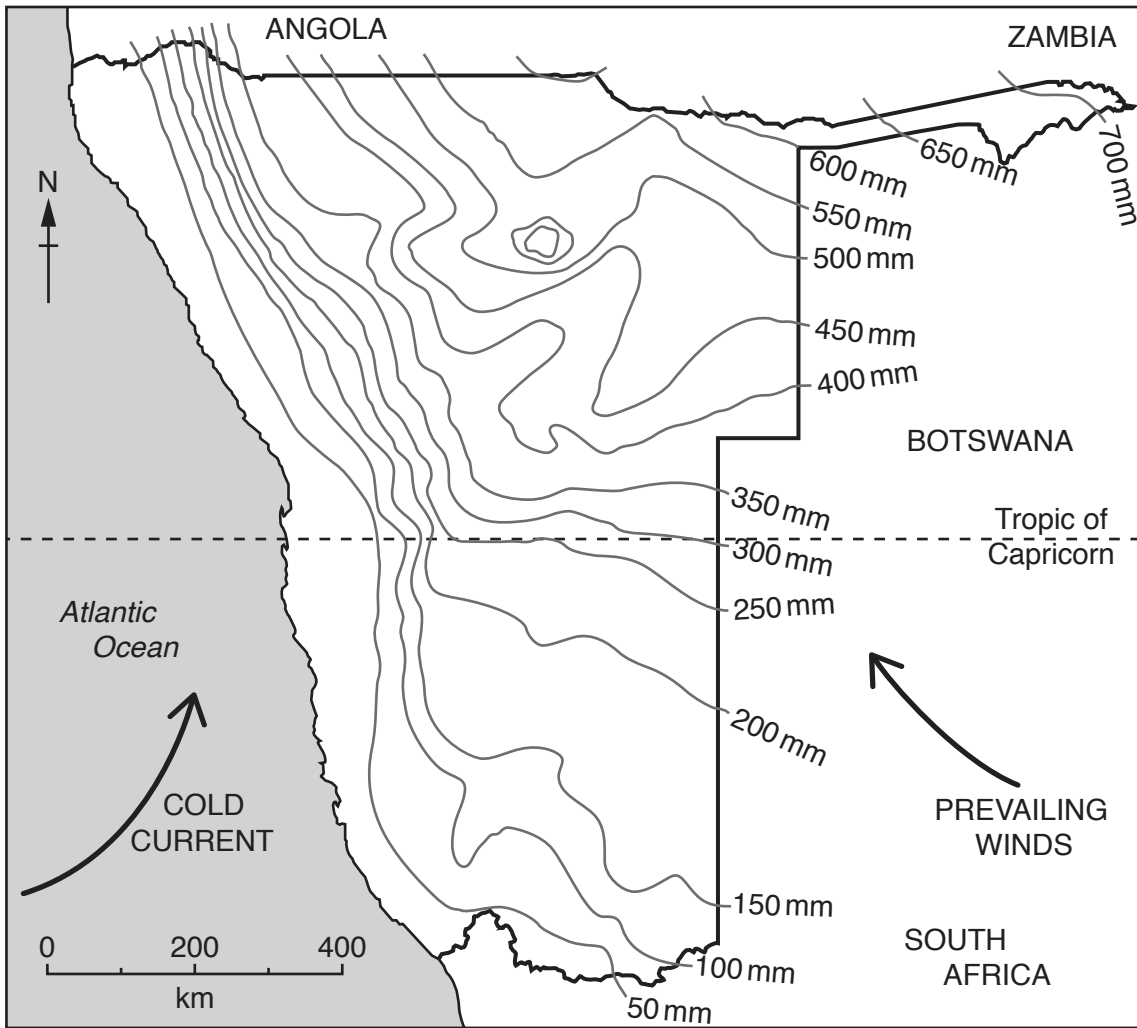 ANGOLA
ZAMBIA
N
700 mm
650 mm
600 mm
550 mm
500 mm
450 mm
400 mm
BOTSWANA
350 mm
Tropic of
Capricorn
300 mm
250 mm
Atlantic
Ocean
200 mm
COLD
CURRENT
PREVAILING
WINDS
150 mm
SOUTH
AFRICA
100 mm
50 mm
0 200 400
km